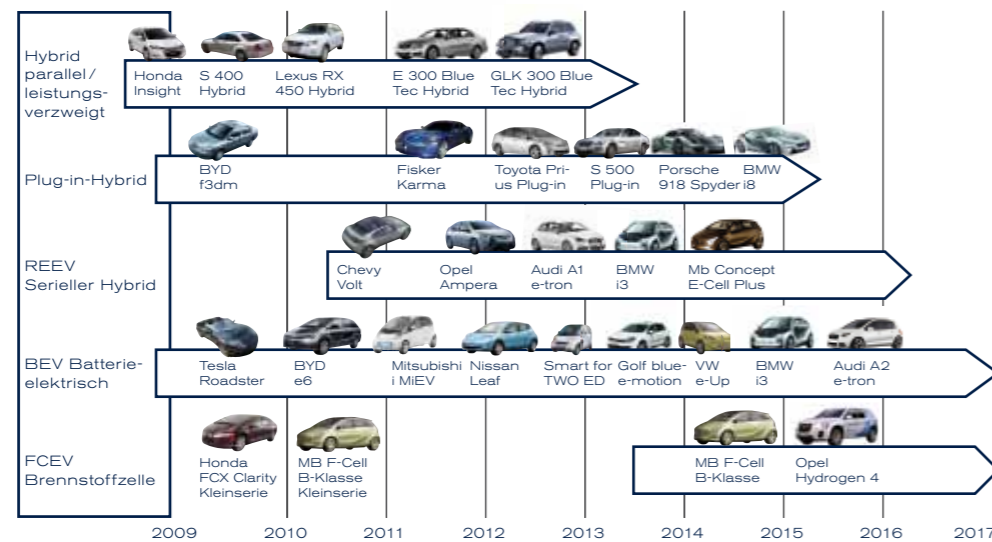 Hybrid
parallel /
leistungs-
verzweigt
Honda
Insight
S 400
Hybrid
Lexus RX
450 Hybrid
E 300 Blue
Tec Hybrid
GLK 300 Blue
Tec Hybrid
Plug-in-Hybrid
BYD
f3dm
Fisker
Karma
Toyota Pri-
us Plug-in
S 500
Plug-in
Porsche
918 Spyder
BMW
i8
REEV
Serieller Hybrid
Chevy
Volt
Opel
Ampera
Audi A1
e-tron
BMW
i3
Mb Concept
E-Cell Plus
BEV Batterie-
elektrisch
Tesla
Roadster
BYD
e6
Mitsubishi
i MiEV
Nissan
Leaf
Smart for
TWO ED
Golf blue-
e-motion
VW
e-Up
BMW
i3
Audi A2
e-tron
FCEV
Brennstoffzelle
Honda
FCX Clarity
Kleinserie
MB F-Cell
B-Klasse
Kleinserie
MB F-Cell
B-Klasse
Opel
Hydrogen 4
2009 2010 2011 2012 2013 2014 2015 2016 2017